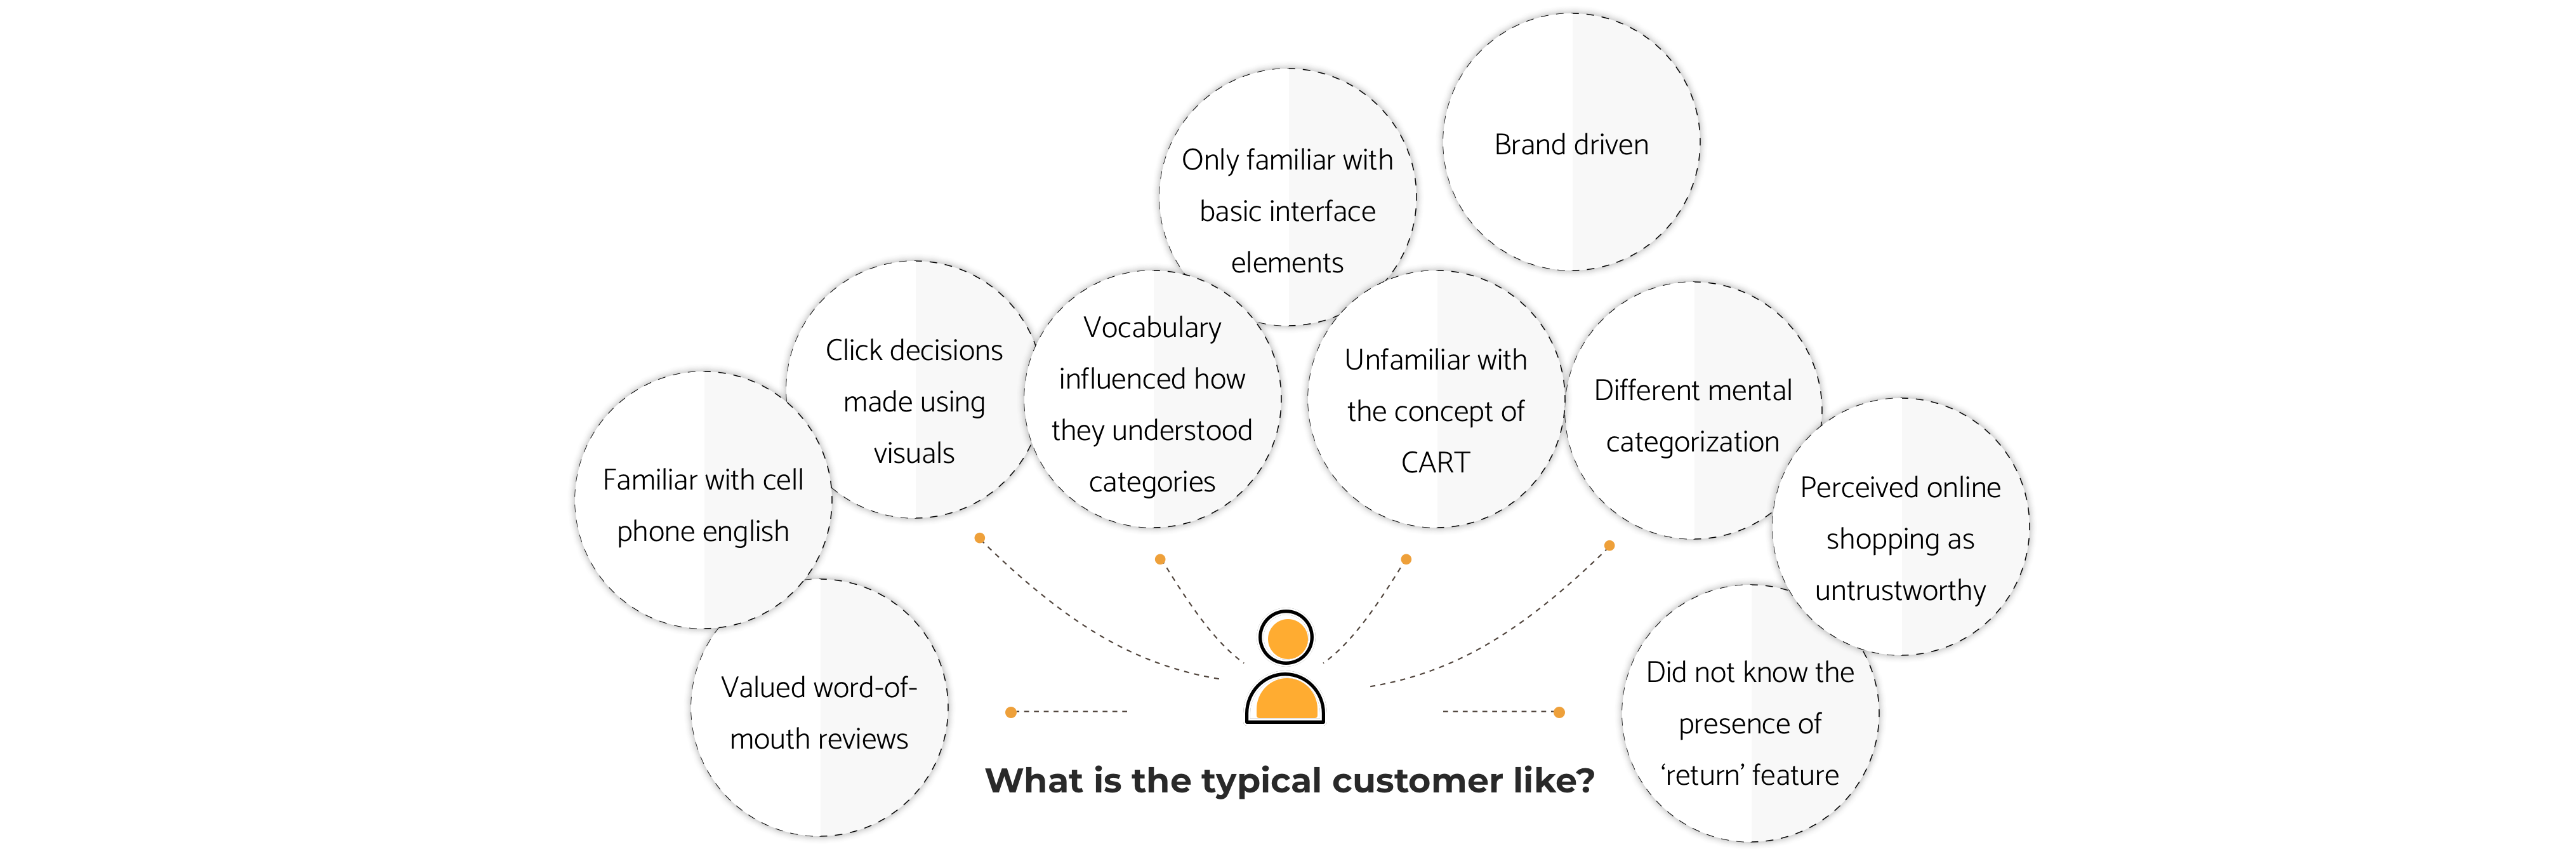 Brand driven
Only familiar with
basic interface
elements
Click decisions
made using
visuals
Vocabulary
influenced how
they understood
categories
Unfamiliar with
the concept of
CART
Different mental
categorization
Familiar with cell
phone english
Perceived online
shopping as
untrustworthy
Valued word-of-
mouth reviews
Did not know the
presence of
‘return’ feature
What is the typical customer like?